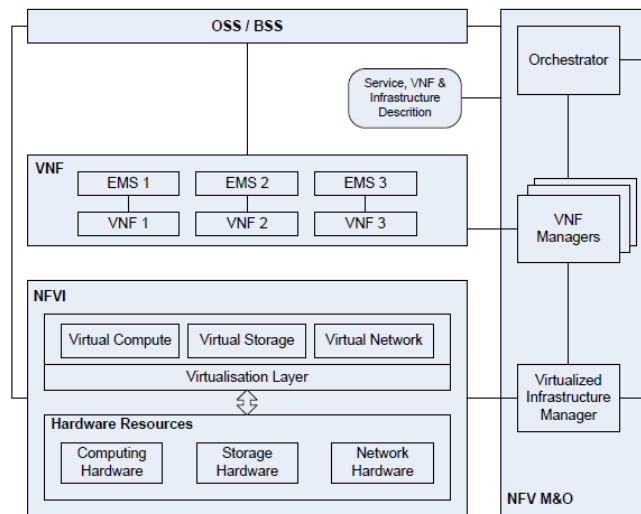 OSS / BSS
Orchestrator
Service, VNF &
Infrastructure
Descrition
VNF
EMS 1
EMS 2
EMS 3
VNF 1
VNF 2
VNF 3
VNF
Managers
NFVI
Virtual Compute
Virtual Storage
Virtual Network
Virtualisation Layer
Virtualized
Infrastructure
Manager
Hardware Resources
Computing
Hardware
Storage
Hardware
Network
Hardware
NFV M&O